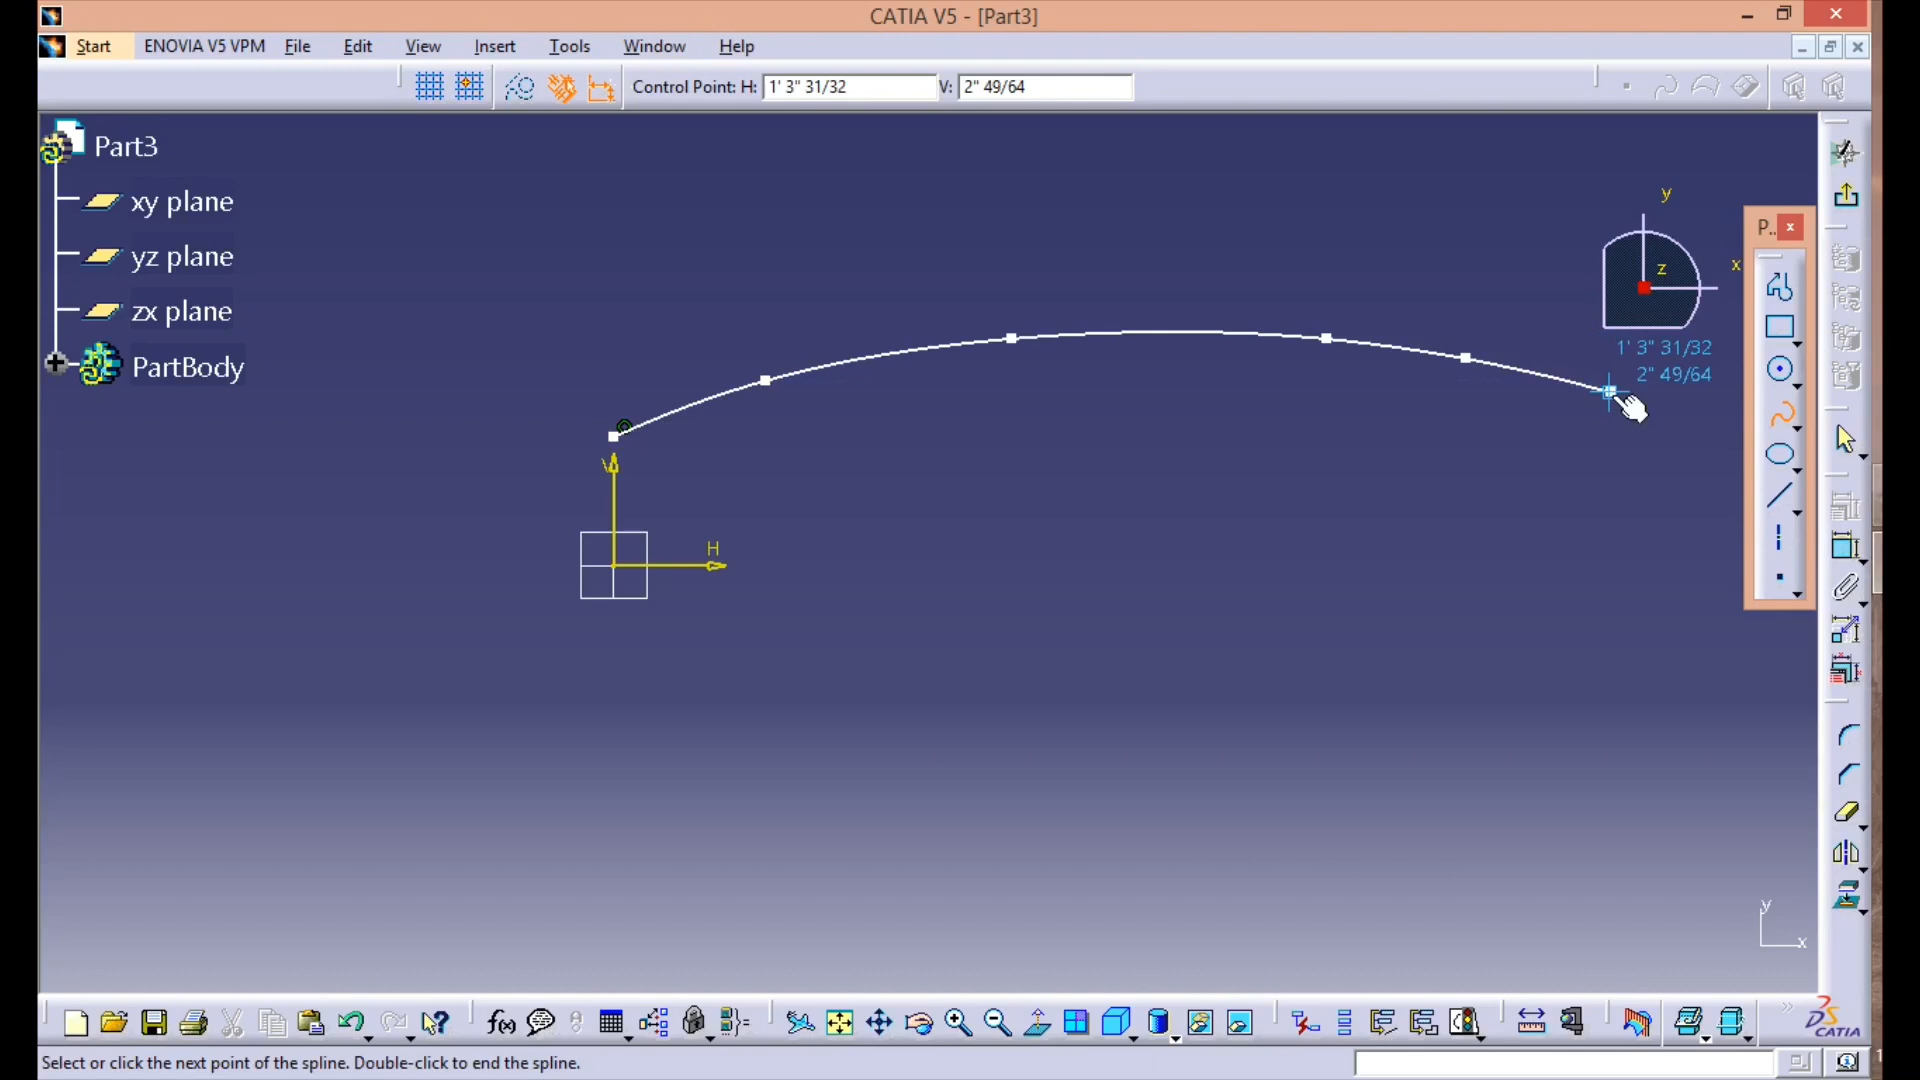 CATIA V5 - [Part3]
Start ENOVIA V5 VPM File Edit View Insert Tools Window Help
Control Point: H: 1' 3" 31/32 V: 2" 49/64
Part3
xy plane
yz plane
zx plane
PartBody
y
x
z
P..
1' 3" 31/32
2" 49/64
V
H
y
x
f(x)
CATIA
Select or click the next point of the spline. Double-click to end the spline.